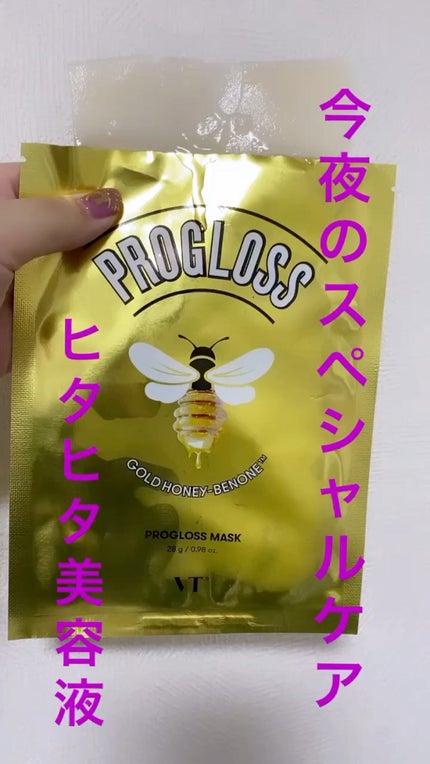 今夜のスペシャルケア
ヒタヒタ美容液
PROGLOSS
GOLD HONEY-BENONE™
PROGLOSS MASK
28 g / 0.98 oz.
VT